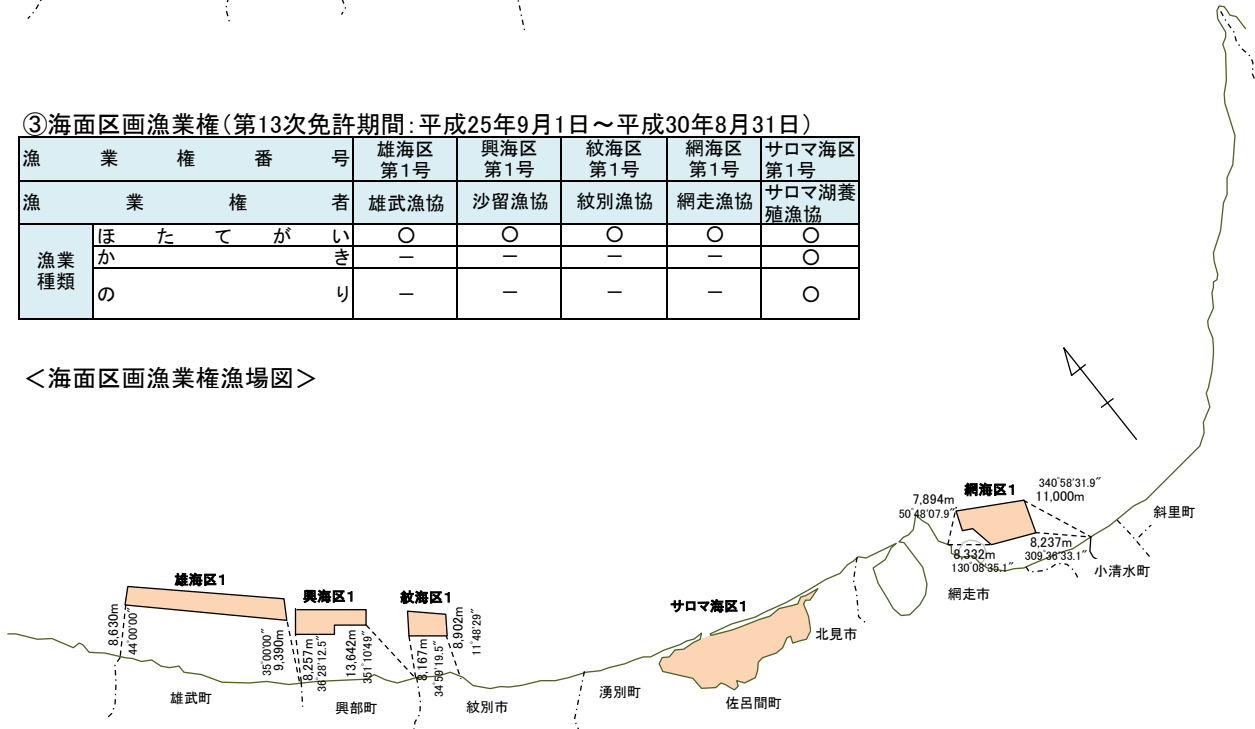 ③海面区画漁業権(第13次免許期間:平成25年9月1日～平成30年8月31日)
漁業権番号 雄海区第1号 興海区第1号 紋海区第1号 網海区第1号 サロマ海区第1号
漁業権者 雄武漁協 沙留漁協 紋別漁協 網走漁協 サロマ湖養殖漁協
漁業種類 ほたてがい ○ ○ ○ ○ ○
かき － － － － ○
のり － － － － ○
＜海面区画漁業権漁場図＞
網海区1
340°58′31.9″
11,000m
7,894m
50°48′07.9″
斜里町
8,237m
309°36′33.1″
8,332m
130°08′35.1″
小清水町
網走市
雄海区1
興海区1
紋海区1
サロマ海区1
北見市
8,630m
44°00′00″
35°00′00″
9,390m
8,257m
36°28′12.5″
13,642m
351°10′49″
8,167m
34°59′19.5″
8,902m
11°48′29″
雄武町
興部町
紋別市
湧別町
佐呂間町